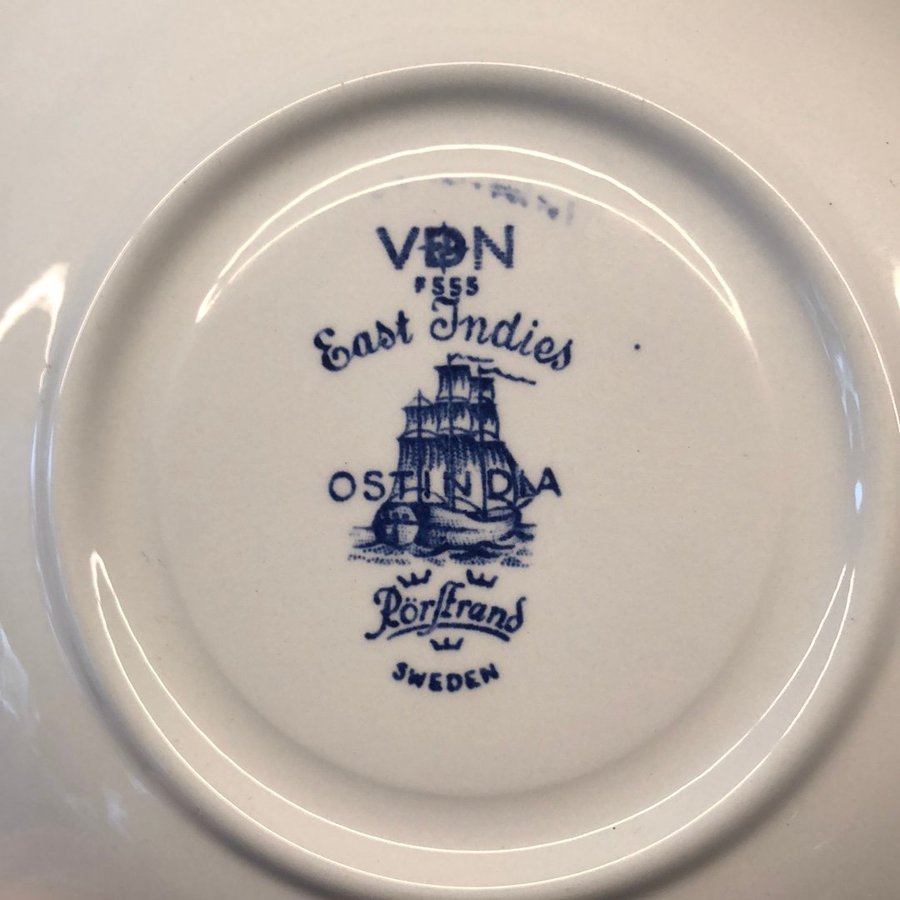 VDN
F555
East Indies
OSTINDIA
Rörstrand
SWEDEN